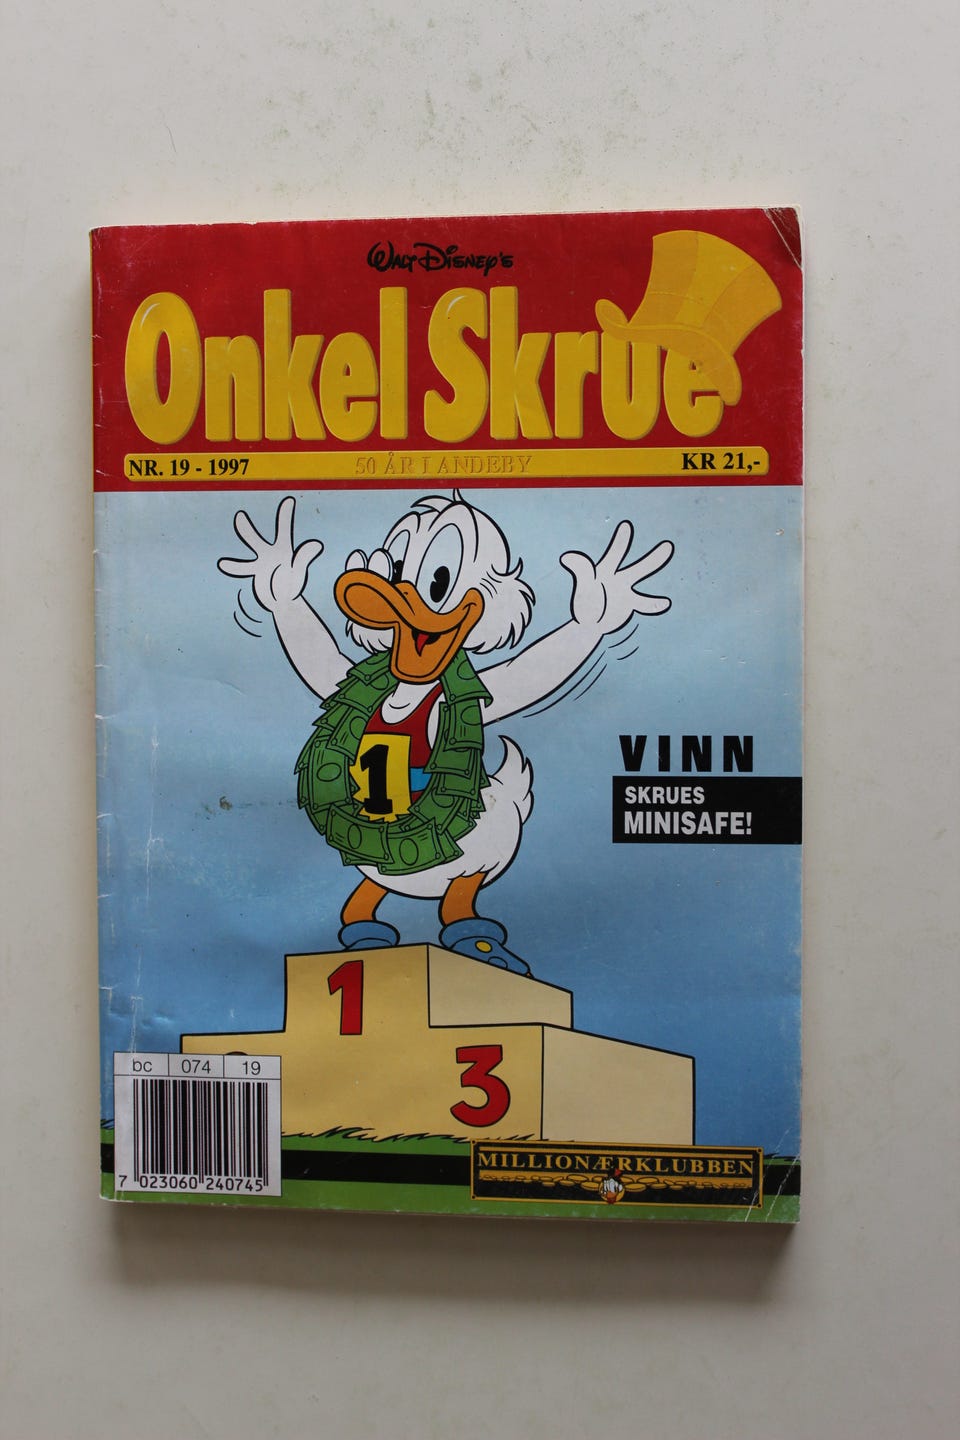 Walt Disney's
Onkel Skrue
NR. 19 - 1997
50 ÅR I ANDEBY
KR 21,-
1
VINN
SKRUES
MINISAFE!
1
3
bc 074 19
7 023060 240745
MILLIONÆRKLUBBEN